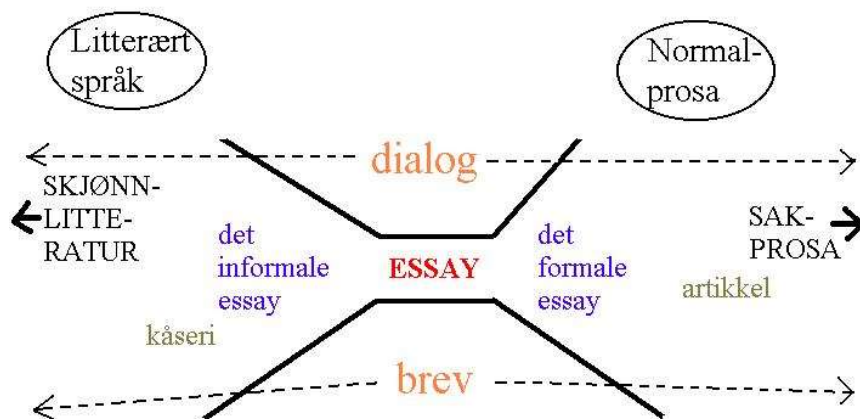 Litterært
språk
Normal-
prosa
dialog
SKJØNN-
LITTE-
RATUR
SAK-
PROSA
det
informale
essay
ESSAY
det
formale
essay
artikkel
kåseri
brev